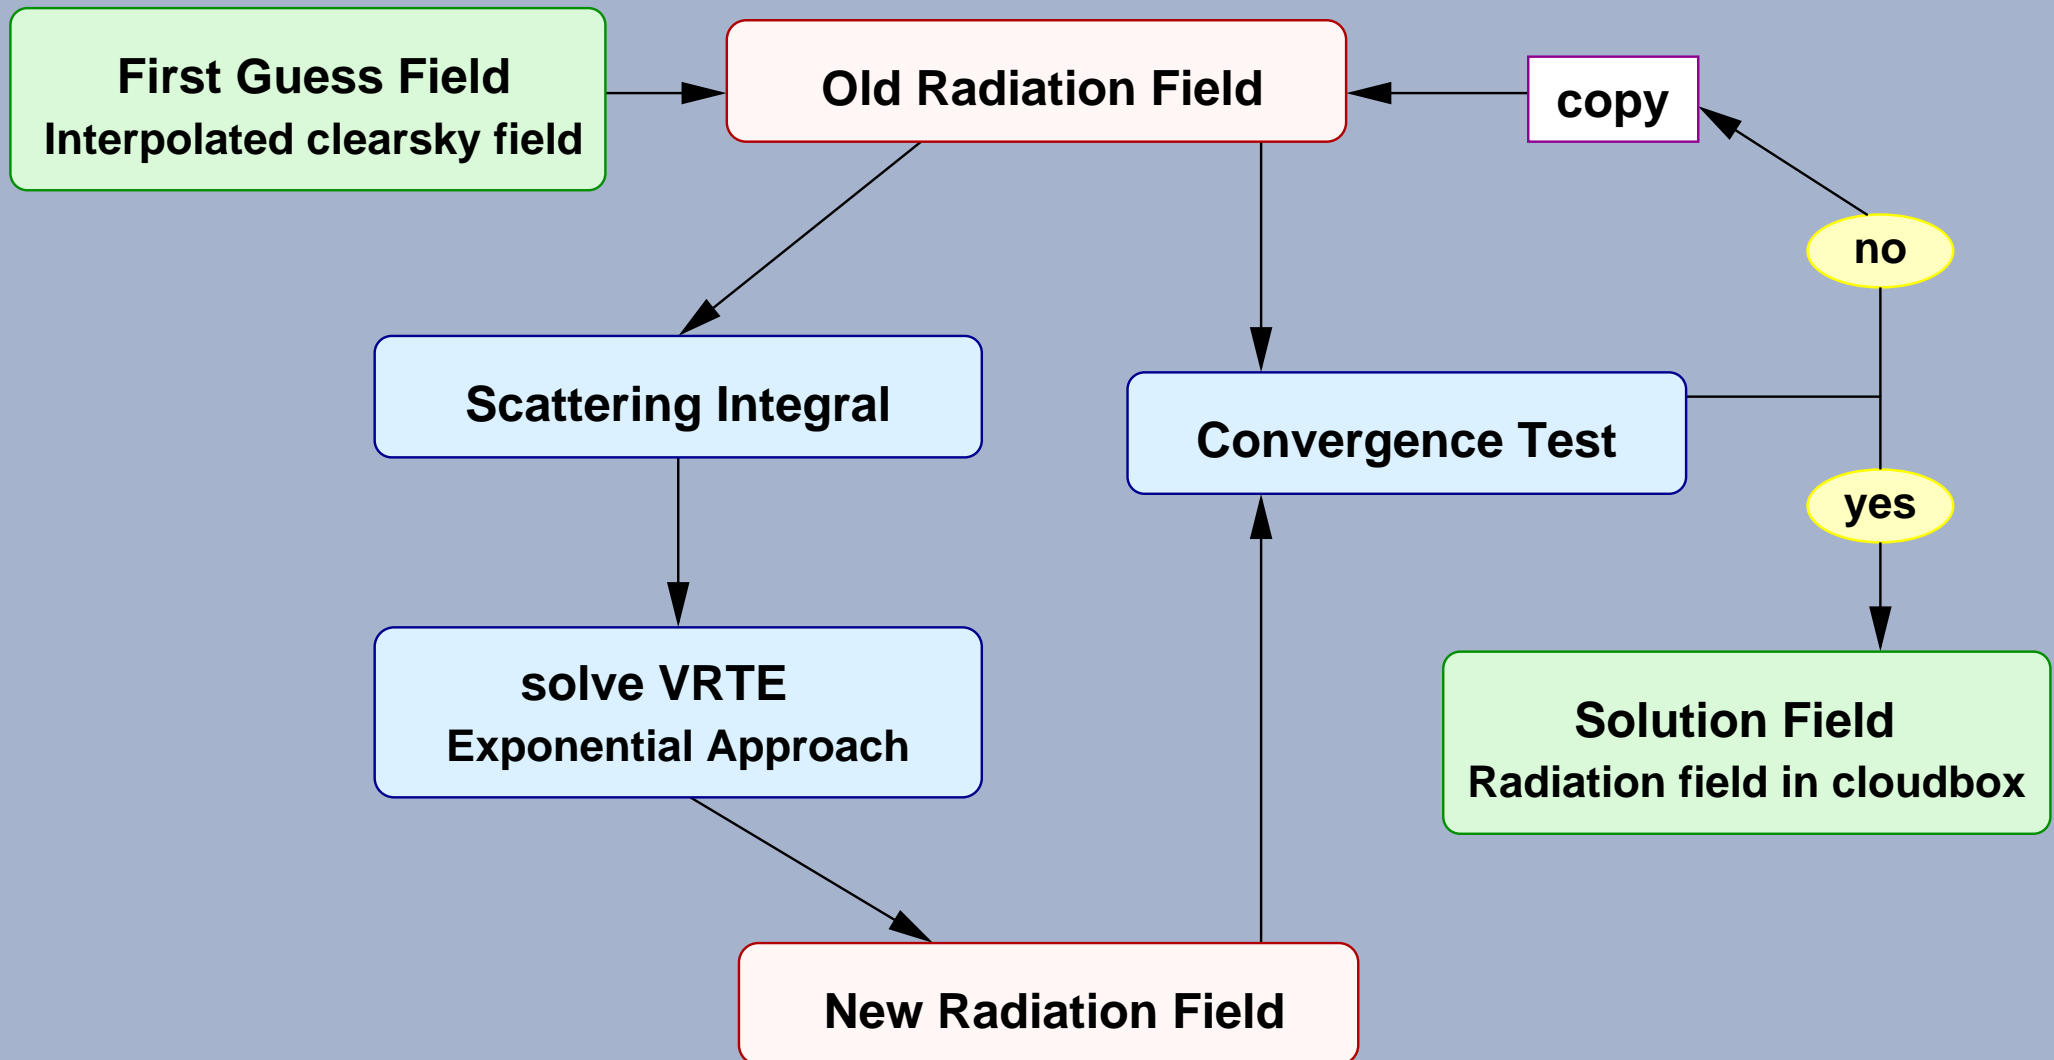 First Guess Field
Interpolated clearsky field
Old Radiation Field
copy
no
Scattering Integral
Convergence Test
yes
solve VRTE
Exponential Approach
Solution Field
Radiation field in cloudbox
New Radiation Field